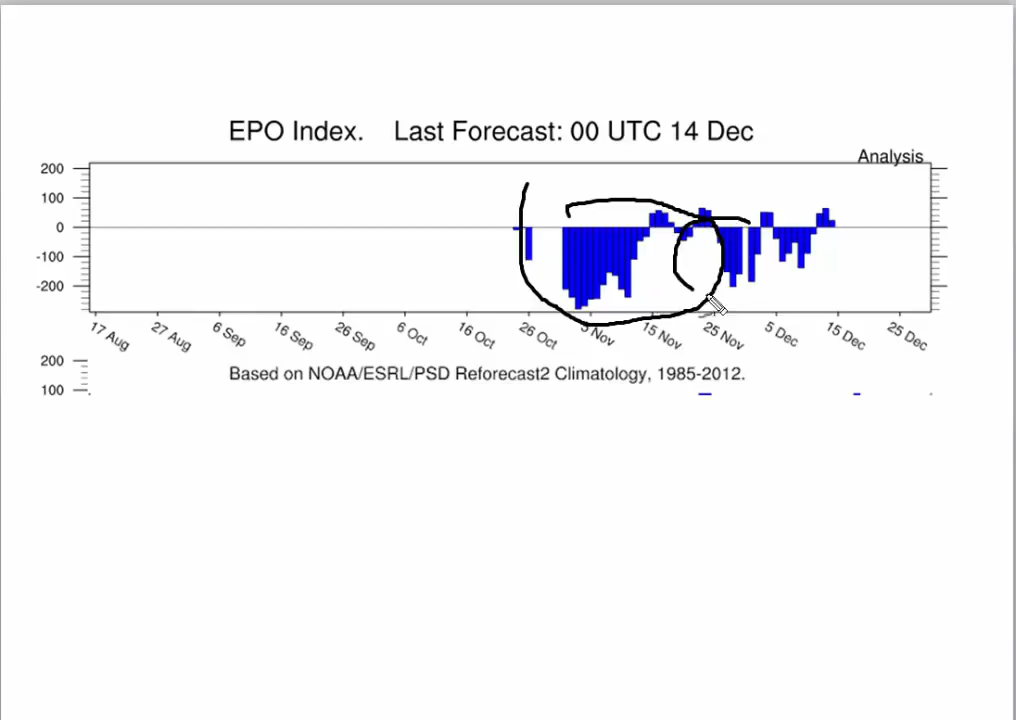 EPO Index. Last Forecast: 00 UTC 14 Dec
Analysis
200
100
0
-100
-200
17 Aug 27 Aug 6 Sep 16 Sep 26 Sep 6 Oct 16 Oct 26 Oct 5 Nov 15 Nov 25 Nov 5 Dec 15 Dec 25 Dec
200
Based on NOAA/ESRL/PSD Reforecast2 Climatology, 1985-2012.
100